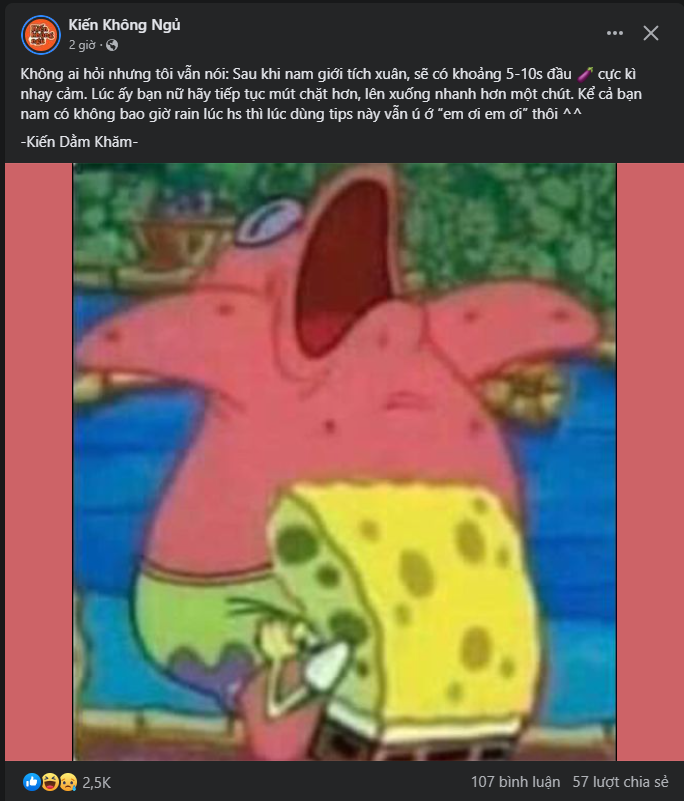 Kiến Không Ngủ
2 giờ
Không ai hỏi nhưng tôi vẫn nói: Sau khi nam giới tích xuân, sẽ có khoảng 5-10s đầu 🍆 cực kì
nhạy cảm. Lúc ấy bạn nữ hãy tiếp tục mút chặt hơn, lên xuống nhanh hơn một chút. Kể cả bạn
nam có không bao giờ rain lúc hs thì lúc dùng tips này vẫn ú ớ “em ơi em ơi” thôi ^^
-Kiến Dằm Khăm-
2,5K
107 bình luận 57 lượt chia sẻ